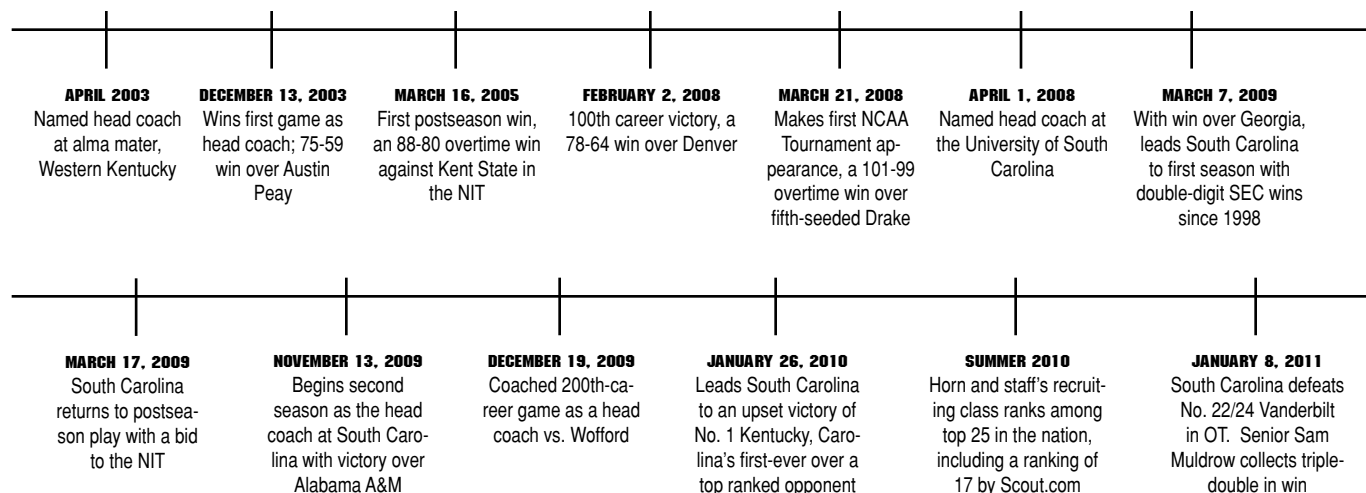 APRIL 2003
Named head coach
at alma mater,
Western Kentucky
DECEMBER 13, 2003
Wins first game as
head coach; 75-59
win over Austin
Peay
MARCH 16, 2005
First postseason win,
an 88-80 overtime win
against Kent State in
the NIT
FEBRUARY 2, 2008
100th career victory, a
78-64 win over Denver
MARCH 21, 2008
Makes first NCAA
Tournament ap-
pearance, a 101-99
overtime win over
fifth-seeded Drake
APRIL 1, 2008
Named head coach at
the University of South
Carolina
MARCH 7, 2009
With win over Georgia,
leads South Carolina
to first season with
double-digit SEC wins
since 1998
MARCH 17, 2009
South Carolina
returns to postsea-
son play with a bid
to the NIT
NOVEMBER 13, 2009
Begins second
season as the head
coach at South Caro-
lina with victory over
Alabama A&M
DECEMBER 19, 2009
Coached 200th-ca-
reer game as a head
coach vs. Wofford
JANUARY 26, 2010
Leads South Carolina
to an upset victory of
No. 1 Kentucky, Caro-
lina's first-ever over a
top ranked opponent
SUMMER 2010
Horn and staff's recruit-
ing class ranks among
top 25 in the nation,
including a ranking of
17 by Scout.com
JANUARY 8, 2011
South Carolina defeats
No. 22/24 Vanderbilt
in OT.  Senior Sam
Muldrow collects triple-
double in win